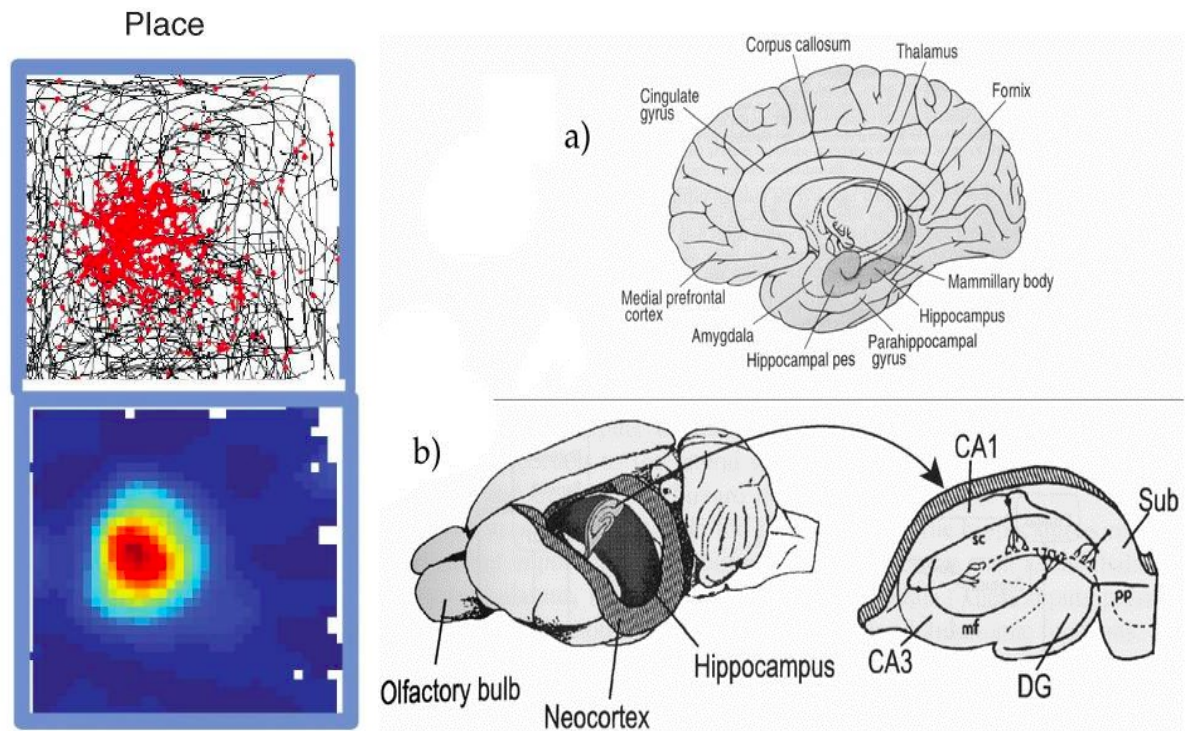 Place
a)
Corpus callosum
Thalamus
Cingulate
gyrus
Fornix
Medial prefrontal
cortex
Amygdala
Hippocampal pes
Parahippocampal
gyrus
Hippocampus
Mammillary body
b)
Olfactory bulb
Neocortex
Hippocampus
CA1
Sub
sc
pp
mf
CA3
DG